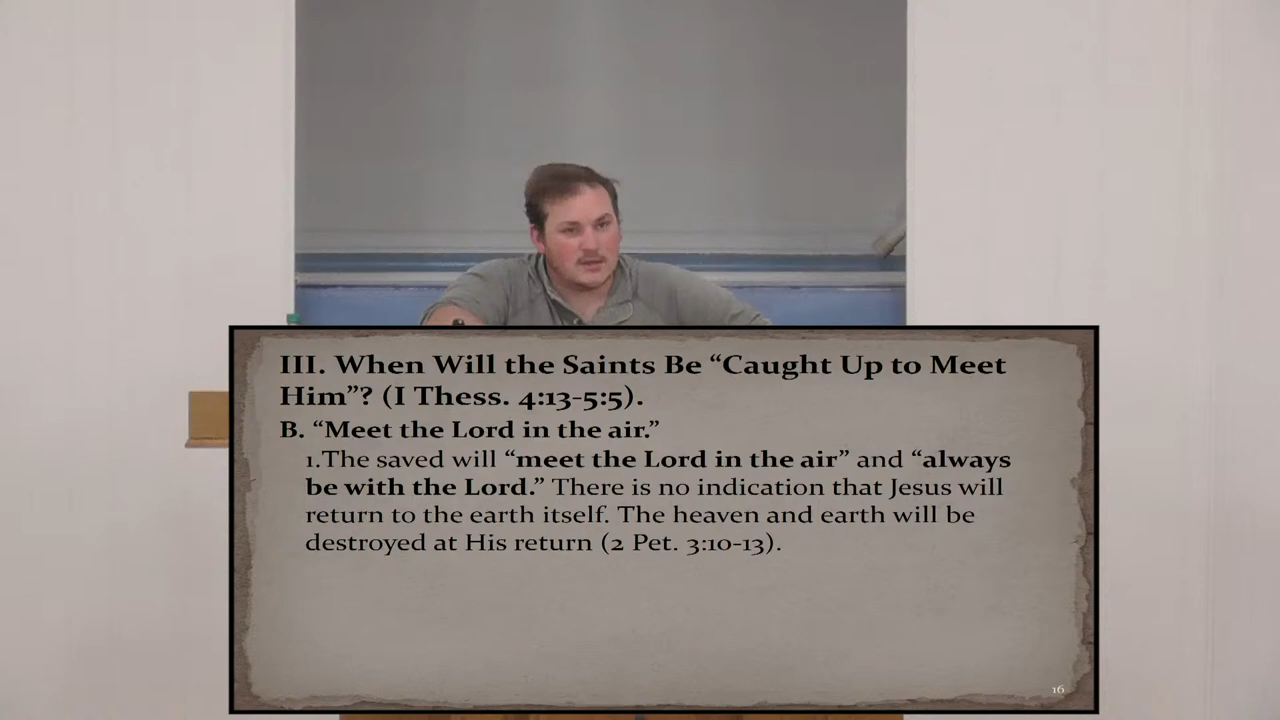 III. When Will the Saints Be “Caught Up to Meet
Him”? (I Thess. 4:13-5:5).
B. “Meet the Lord in the air.”
1.The saved will “meet the Lord in the air” and “always
be with the Lord.” There is no indication that Jesus will
return to the earth itself. The heaven and earth will be
destroyed at His return (2 Pet. 3:10-13).
16